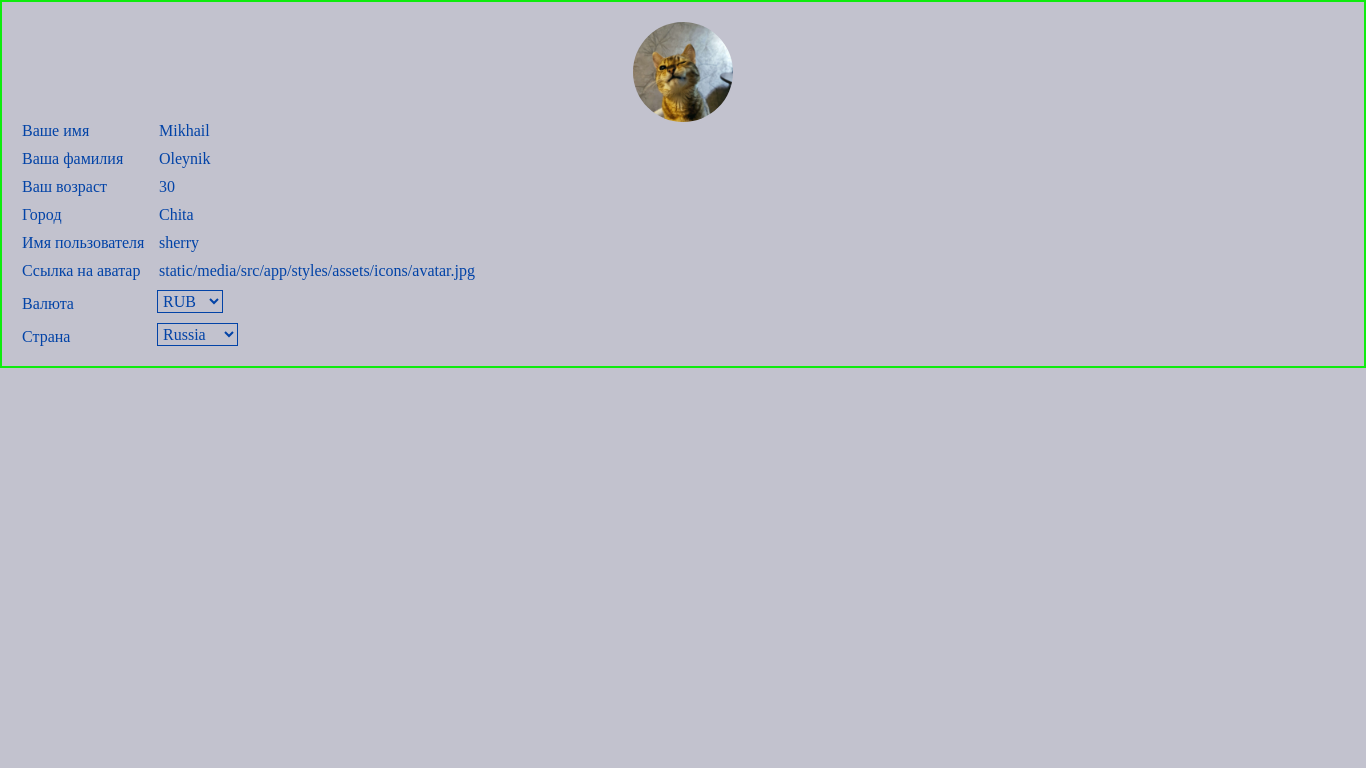 Ваше имя Mikhail
Ваша фамилия Oleynik
Ваш возраст 30
Город Chita
Имя пользователя sherry
Ссылка на аватар static/media/src/app/styles/assets/icons/avatar.jpg
Валюта RUB
Страна Russia